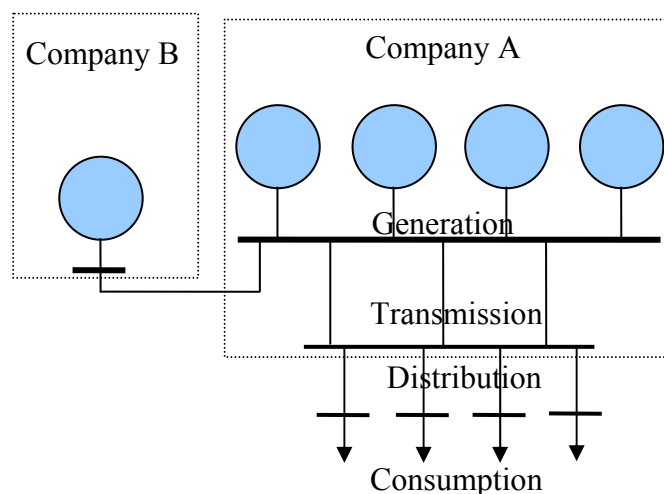 Company B
Company A
Generation
Transmission
Distribution
Consumption